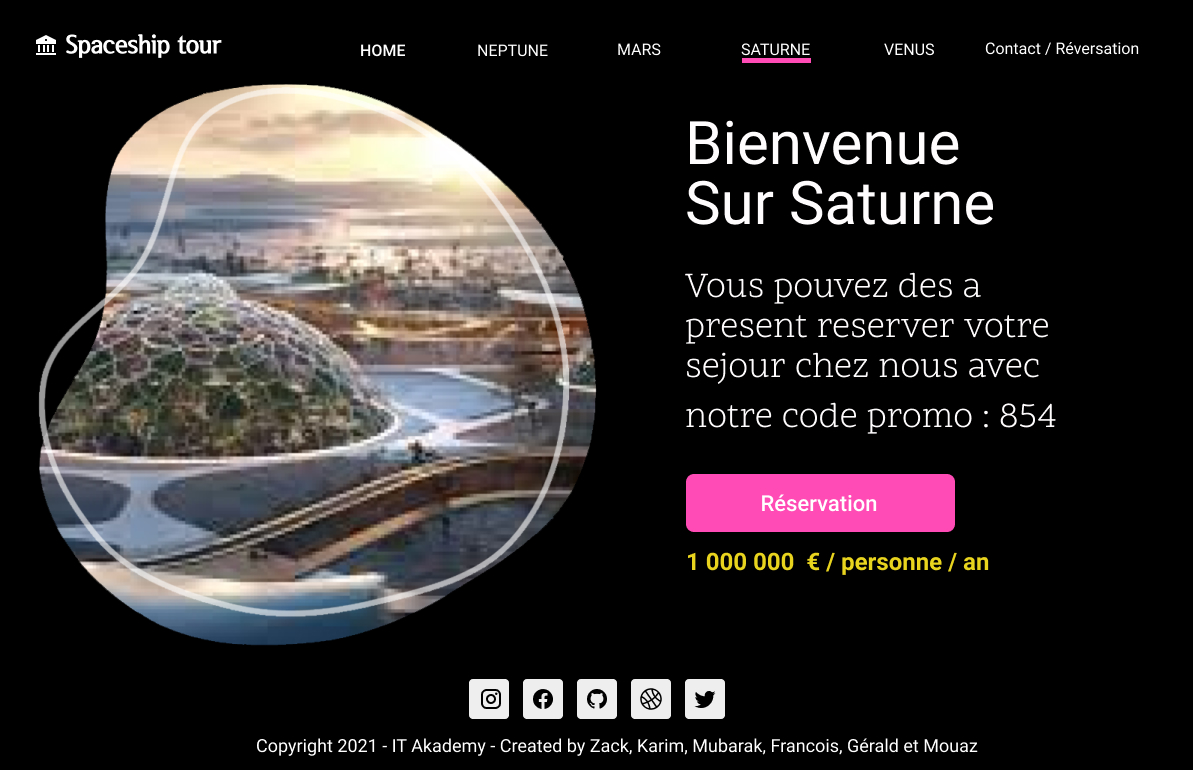 Spaceship tour
HOME
NEPTUNE
MARS
SATURNE
VENUS
Contact / Réversation
Bienvenue
Sur Saturne
Vous pouvez des a
present reserver votre
sejour chez nous avec
notre code promo : 854
Réservation
1 000 000 € / personne / an
Copyright 2021 - IT Akademy - Created by Zack, Karim, Mubarak, Francois, Gérald et Mouaz